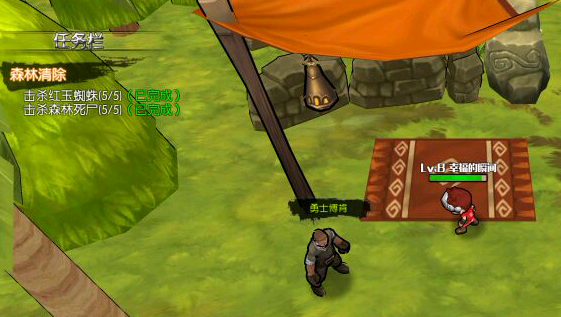 任务栏
森林清除
击杀红玉蜘蛛(5/5)(已完成)
击杀森林死尸(5/5)(已完成)
Lv.8 幸福的瞬间
勇士博肯